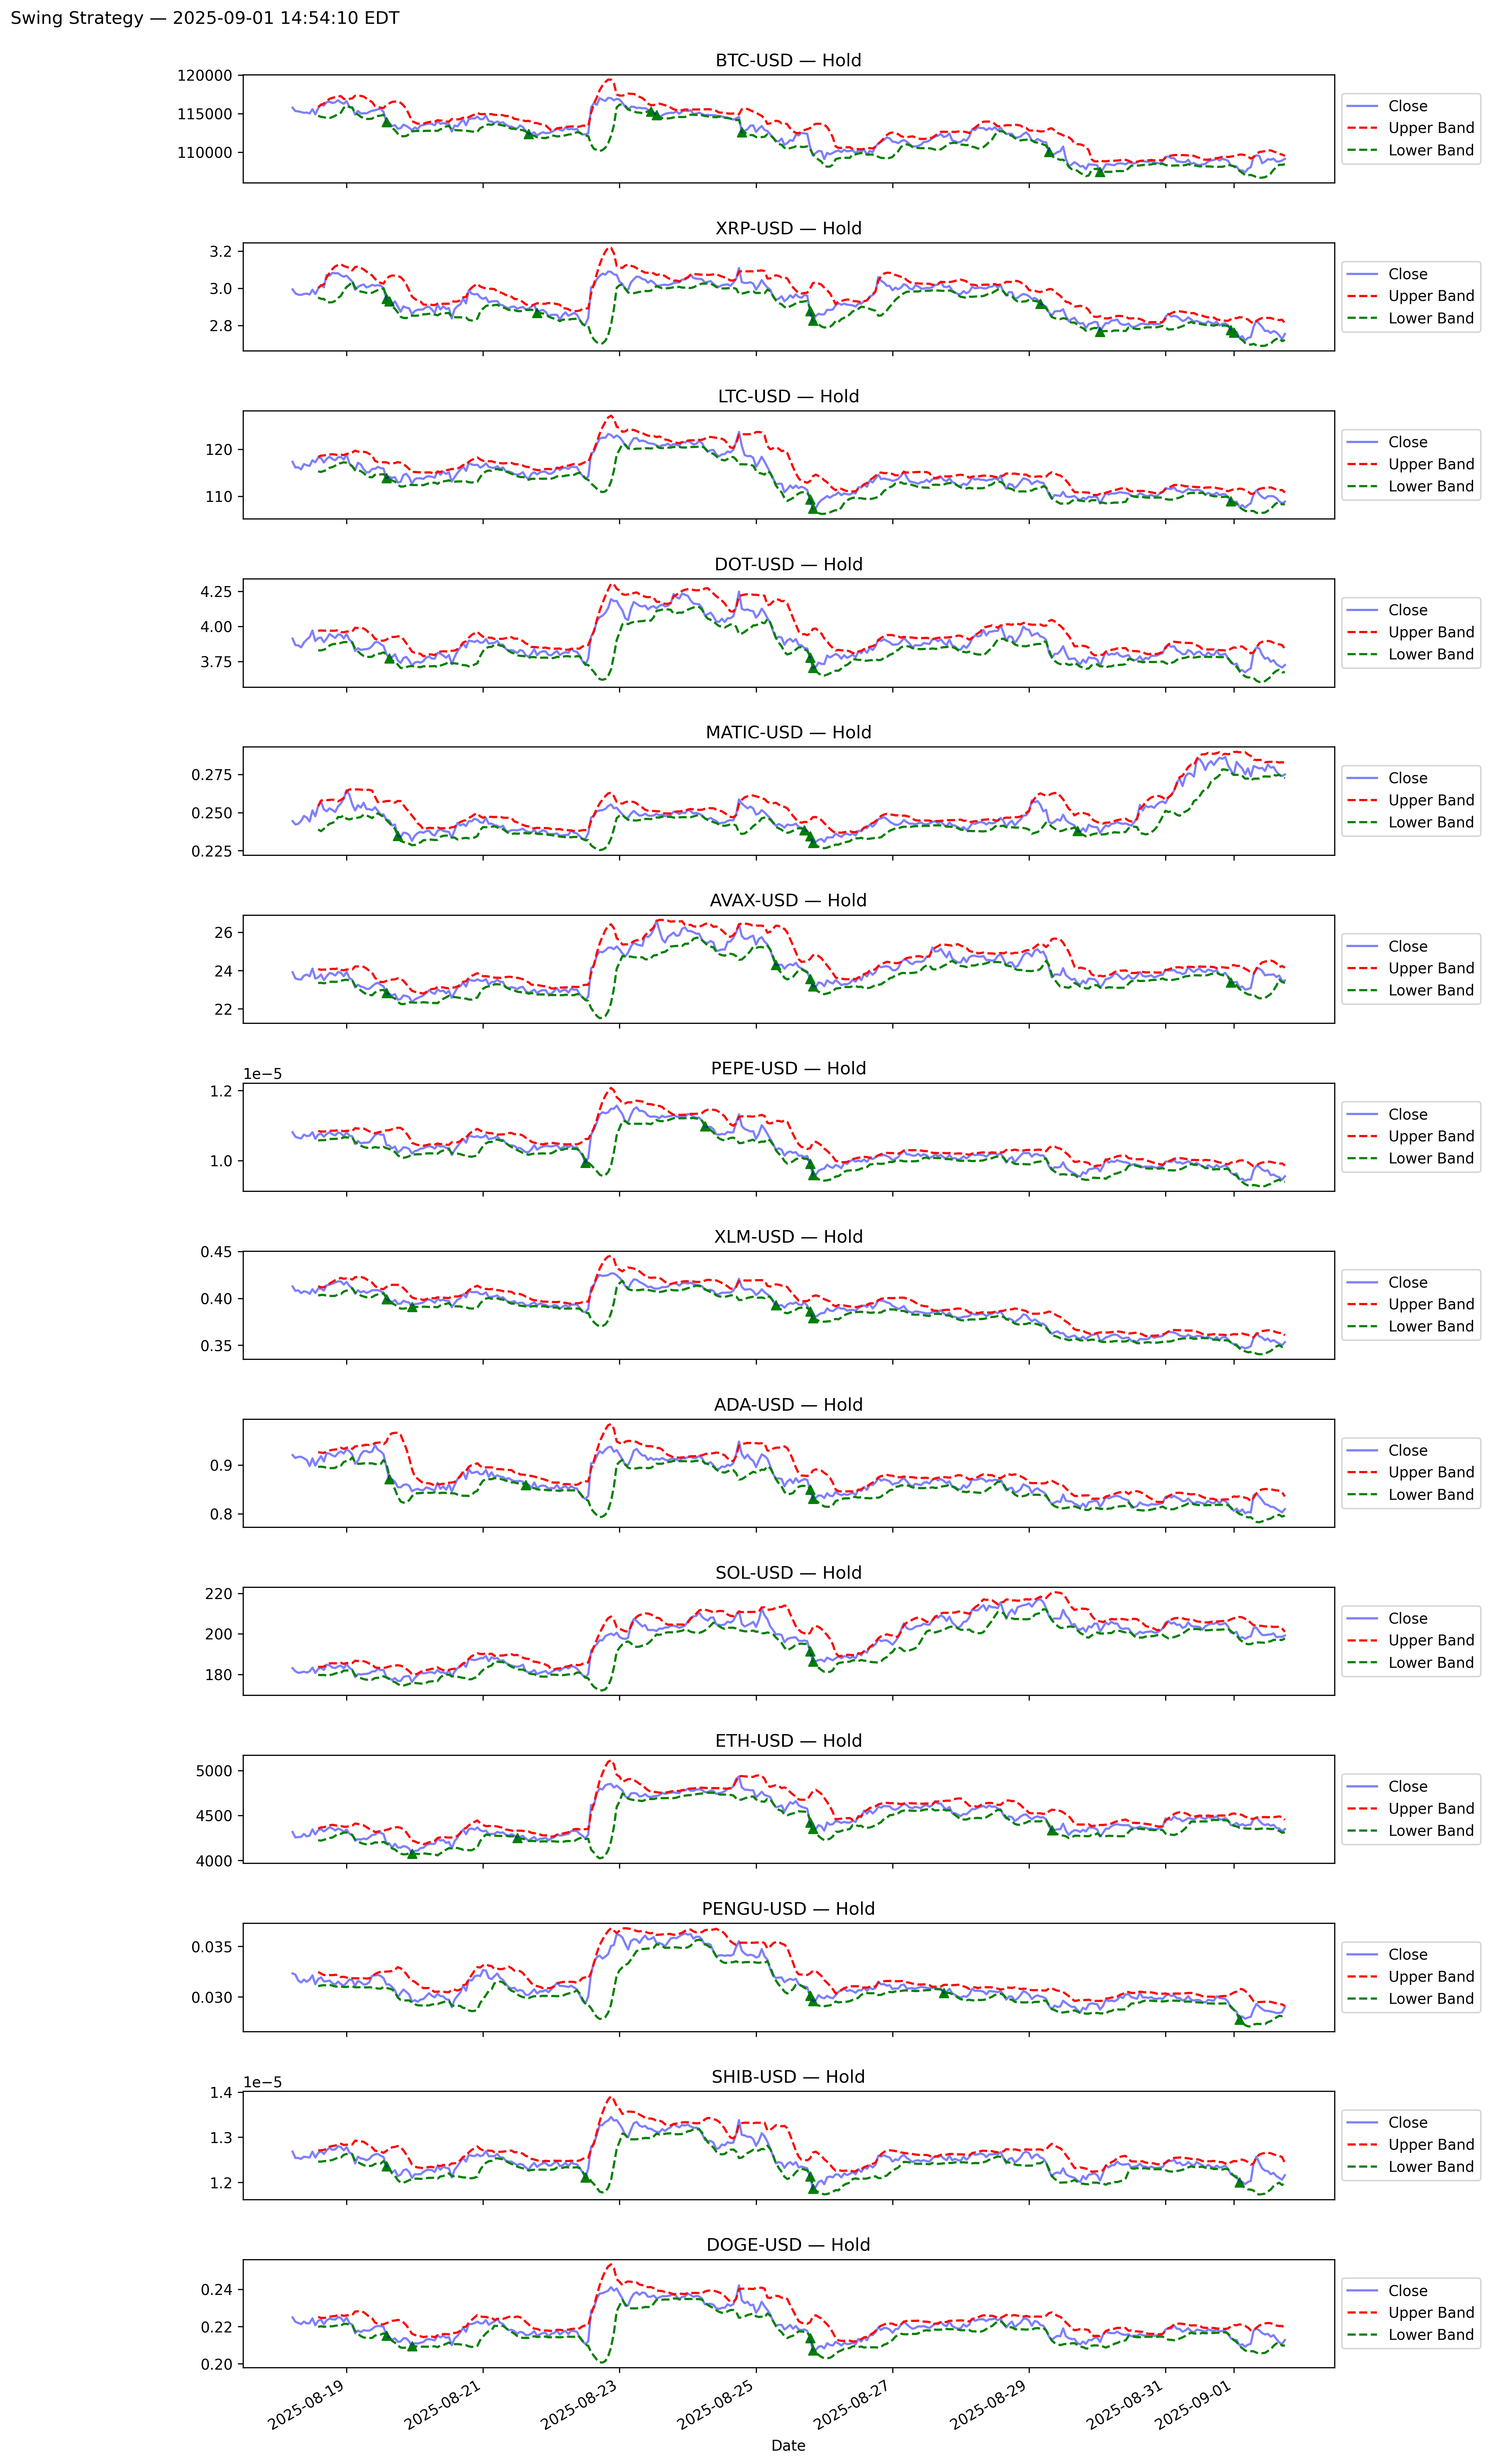 Swing Strategy — 2025-09-01 14:54:10 EDT
BTC-USD — Hold
120000
115000
110000
Close
Upper Band
Lower Band
XRP-USD — Hold
3.2
3.0
2.8
Close
Upper Band
Lower Band
LTC-USD — Hold
120
110
Close
Upper Band
Lower Band
DOT-USD — Hold
4.25
4.00
3.75
Close
Upper Band
Lower Band
MATIC-USD — Hold
0.275
0.250
0.225
Close
Upper Band
Lower Band
AVAX-USD — Hold
26
24
22
Close
Upper Band
Lower Band
PEPE-USD — Hold
1e−5
1.2
1.0
Close
Upper Band
Lower Band
XLM-USD — Hold
0.45
0.40
0.35
Close
Upper Band
Lower Band
ADA-USD — Hold
0.9
0.8
Close
Upper Band
Lower Band
SOL-USD — Hold
220
200
180
Close
Upper Band
Lower Band
ETH-USD — Hold
5000
4500
4000
Close
Upper Band
Lower Band
PENGU-USD — Hold
0.035
0.030
Close
Upper Band
Lower Band
SHIB-USD — Hold
1e−5
1.4
1.3
1.2
Close
Upper Band
Lower Band
DOGE-USD — Hold
0.24
0.22
0.20
Close
Upper Band
Lower Band
2025-08-19
2025-08-21
2025-08-23
2025-08-25
2025-08-27
2025-08-29
2025-08-31
2025-09-01
Date